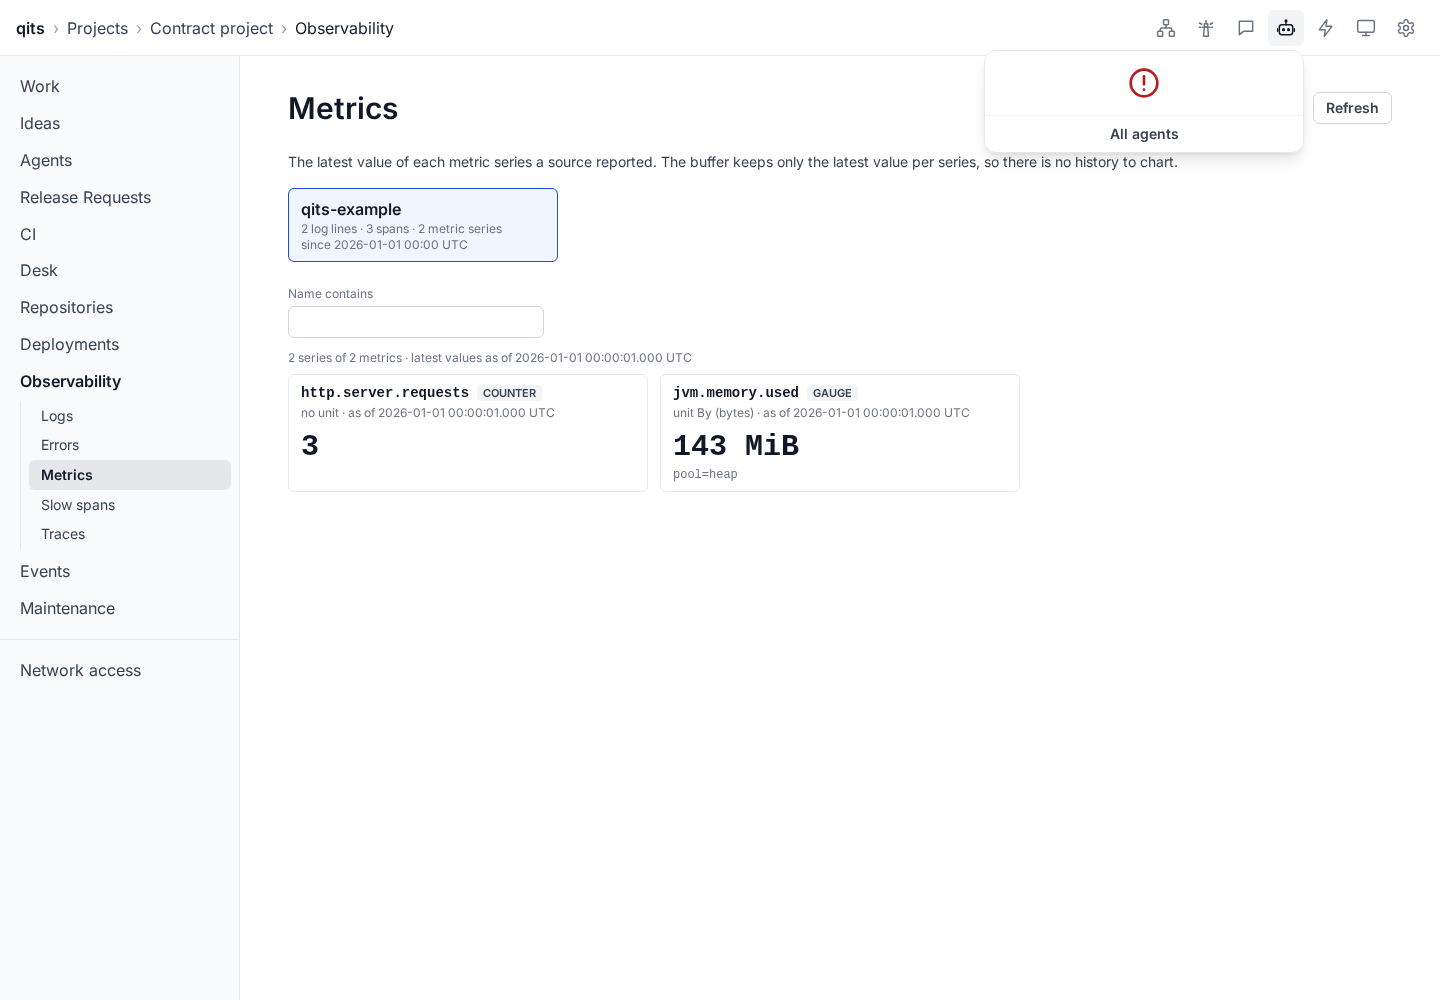 qits › Projects › Contract project › Observability
Work
Ideas
Agents
Release Requests
CI
Desk
Repositories
Deployments
Observability
Logs
Errors
Metrics
Slow spans
Traces
Events
Maintenance
Network access
All agents
Metrics
Refresh
The latest value of each metric series a source reported. The buffer keeps only the latest value per series, so there is no history to chart.
qits-example
2 log lines · 3 spans · 2 metric series
since 2026-01-01 00:00 UTC
Name contains
2 series of 2 metrics · latest values as of 2026-01-01 00:00:01.000 UTC
http.server.requests COUNTER
no unit · as of 2026-01-01 00:00:01.000 UTC
3
jvm.memory.used GAUGE
unit By (bytes) · as of 2026-01-01 00:00:01.000 UTC
143 MiB
pool=heap